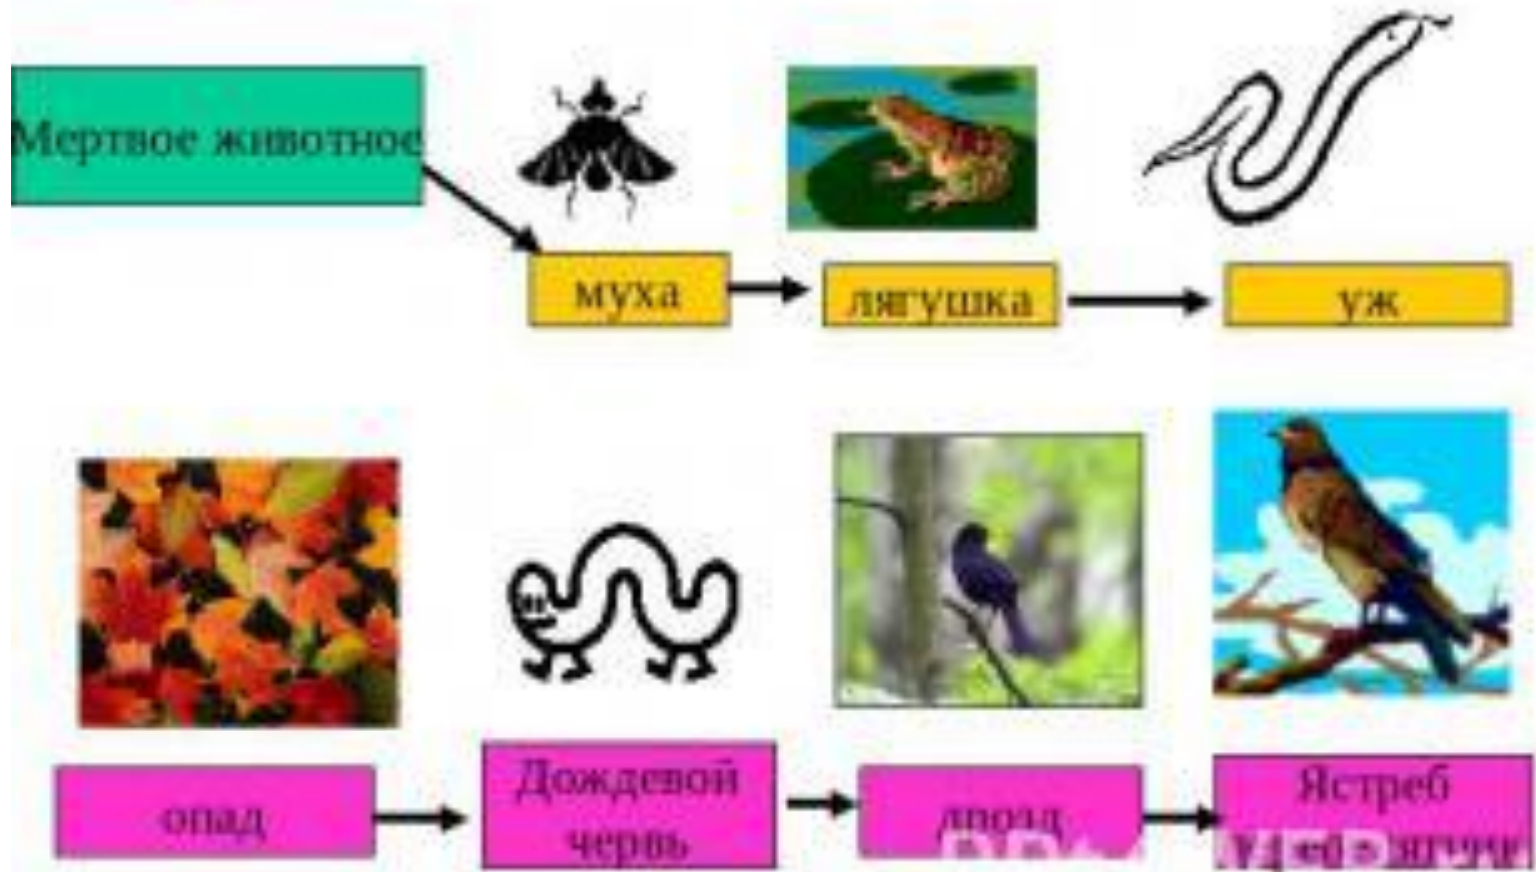 Мертвое животное
муха
лягушка
уж
опад
Дождевой
червь
дрозд
Ястреб